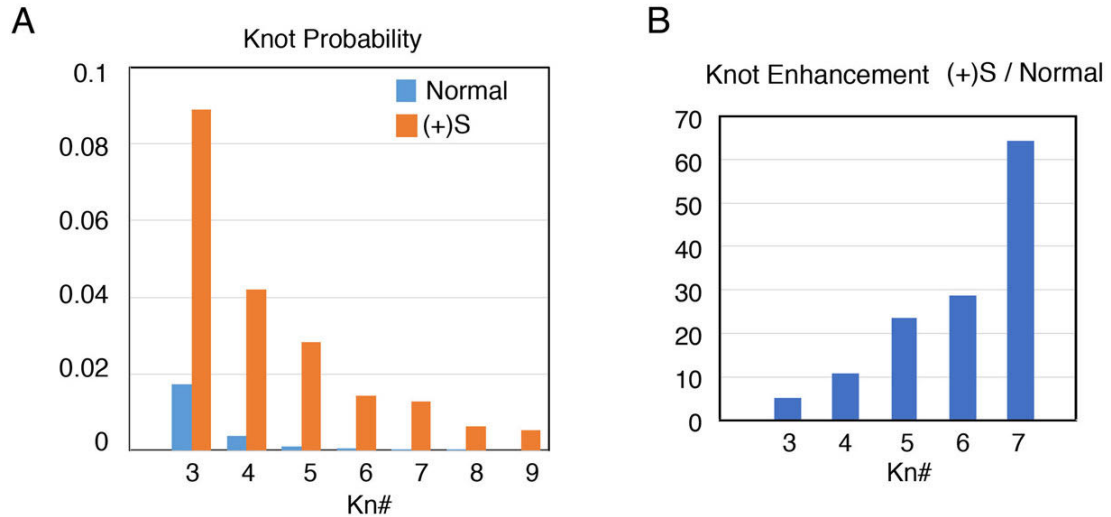 A
Knot Probability
0.1
0.08
0.06
0.04
0.02
0
Normal
(+)S
3 4 5 6 7 8 9
Kn#
B
Knot Enhancement (+)S / Normal
70
60
50
40
30
20
10
0
3 4 5 6 7
Kn#